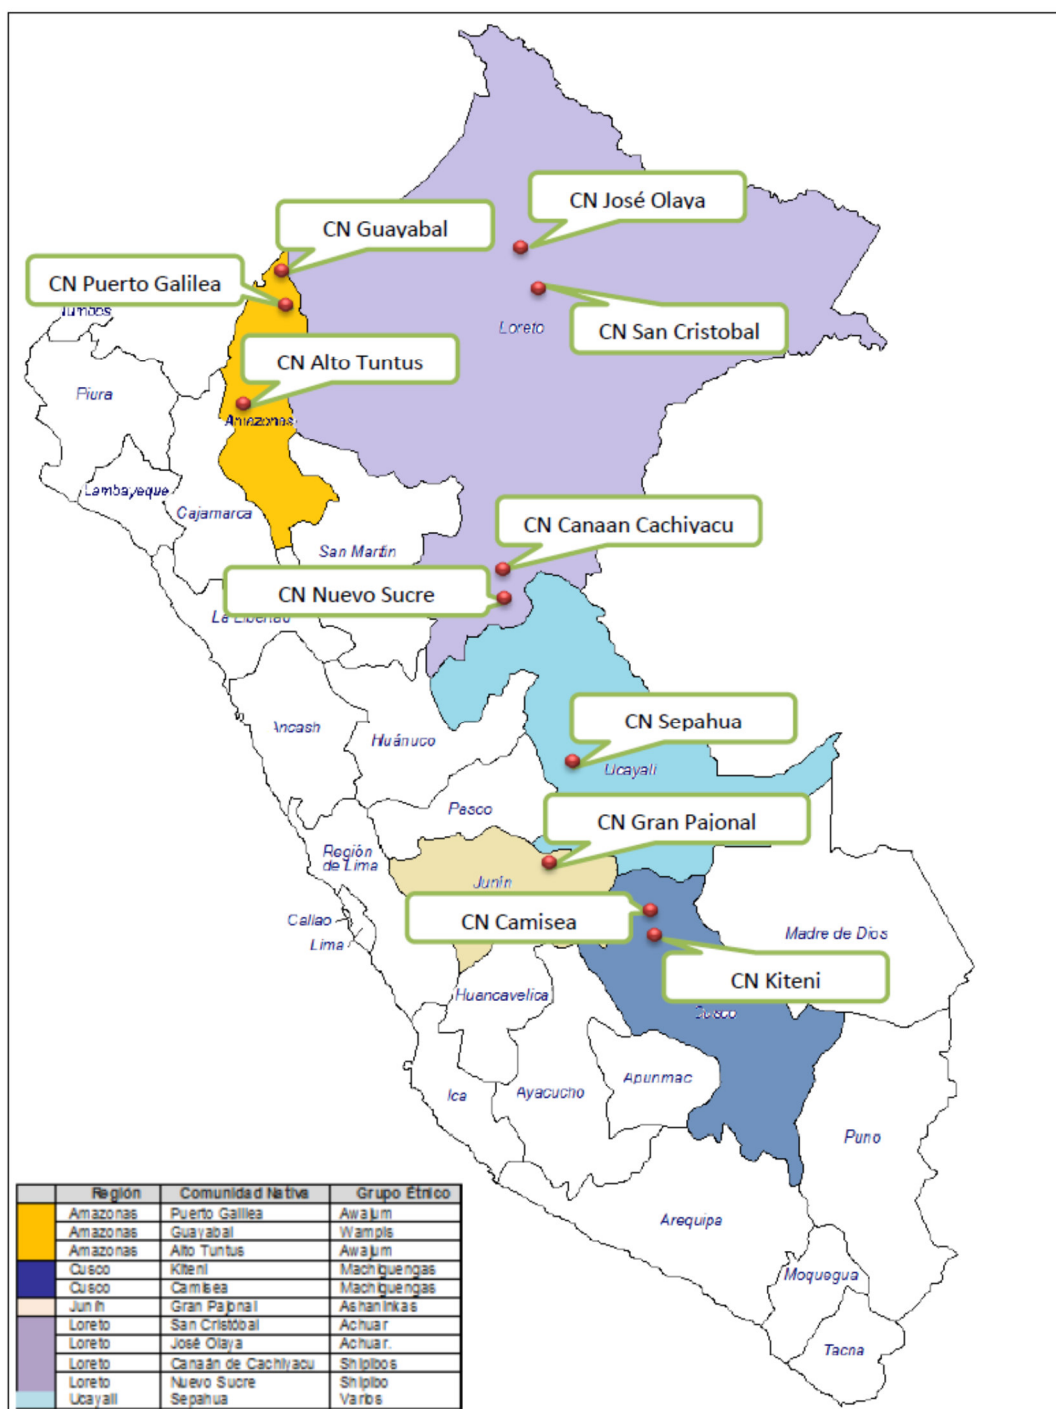 CN José Olaya
CN Guayabal
CN Puerto Galilea
Tumbes
CN San Cristobal
Loreto
CN Alto Tuntus
Piura
Amazonas
Lambayeque
Cajamarca
CN Canaan Cachiyacu
San Martín
CN Nuevo Sucre
La Libertad
CN Sepahua
Ancash
Huánuco
Ucayali
Pasco
CN Gran Pajonal
Región
de Lima
Junín
Callao
CN Camisea
Lima
Madre de Dios
CN Kiteni
Huancavelica
Cusco
Ica
Ayacucho
Apurímac
Puno
Arequipa
Moquegua
Tacna
Región Comunidad Nativa Grupo Étnico
Amazonas Puerto Galilea Awajum
Amazonas Guayabal Wampis
Amazonas Alto Tuntus Awajum
Cusco Kiteni Machiguengas
Cusco Camisea Machiguengas
Junín Gran Pajonal Ashaninkas
Loreto San Cristóbal Achuar
Loreto José Olaya Achuar.
Loreto Canaán de Cachiyacu Shipibos
Loreto Nuevo Sucre Shipibo
Ucayali Sepahua Varios